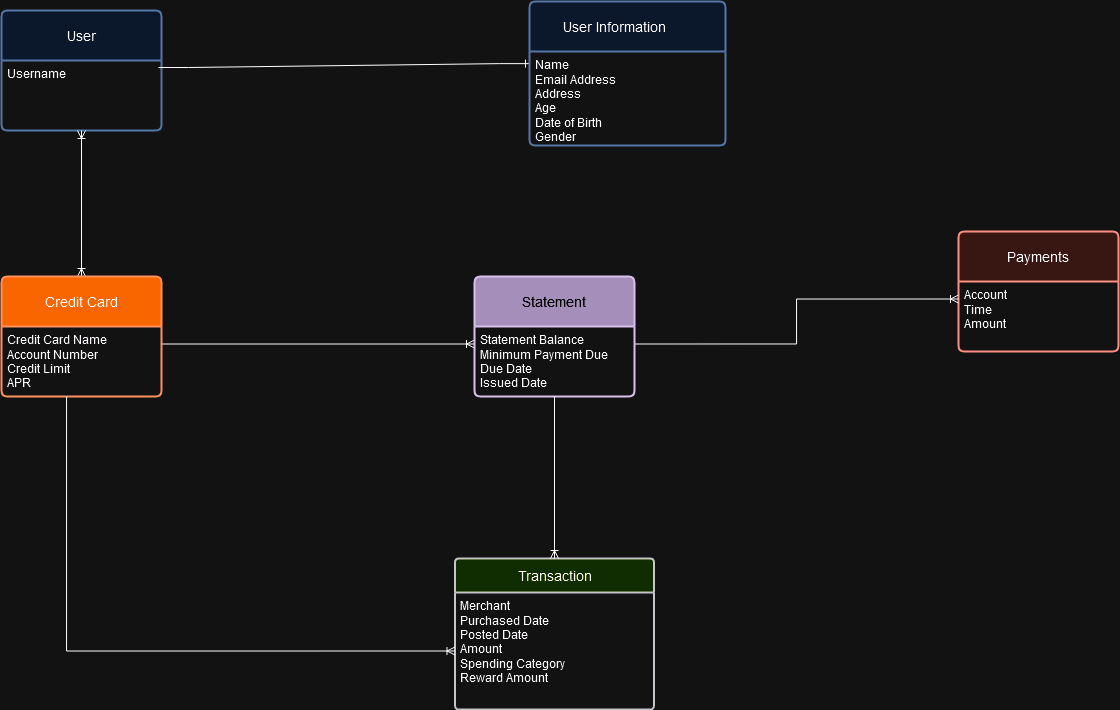 User
Username
User Information
Name
Email Address
Address
Age
Date of Birth
Gender
Credit Card
Credit Card Name
Account Number
Credit Limit
APR
Statement
Statement Balance
Minimum Payment Due
Due Date
Issued Date
Payments
Account
Time
Amount
Transaction
Merchant
Purchased Date
Posted Date
Amount
Spending Category
Reward Amount